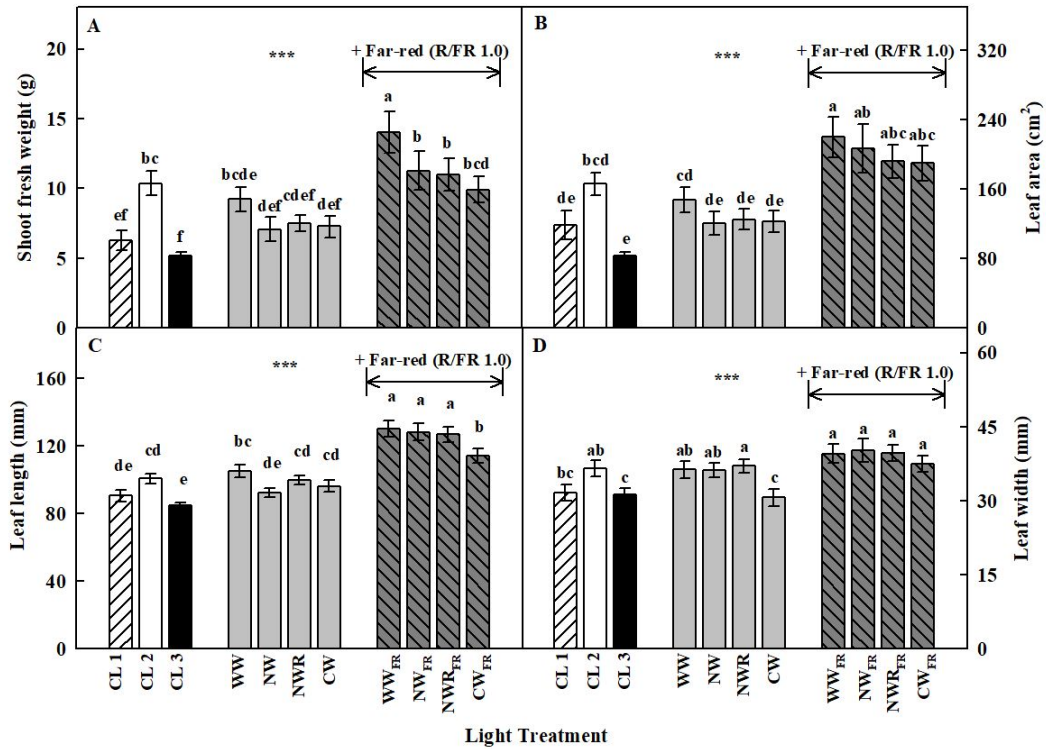 A
Shoot fresh weight (g)
20
15
10
5
0
***
+ Far-red (R/FR 1.0)
ef
bc
f
bcde
def
cdef
def
a
b
b
bcd
B
Leaf area (cm²)
320
240
160
80
0
***
+ Far-red (R/FR 1.0)
de
bcd
e
cd
de
de
de
a
ab
abc
abc
C
Leaf length (mm)
160
120
80
40
0
***
+ Far-red (R/FR 1.0)
de
cd
e
bc
de
cd
cd
a
a
a
b
CL 1
CL 2
CL 3
WW
NW
NWR
CW
WWFR
NWFR
NWRFR
CWFR
D
Leaf width (mm)
60
45
30
15
0
***
+ Far-red (R/FR 1.0)
bc
ab
c
ab
ab
a
c
a
a
a
a
CL 1
CL 2
CL 3
WW
NW
NWR
CW
WWFR
NWFR
NWRFR
CWFR
Light Treatment